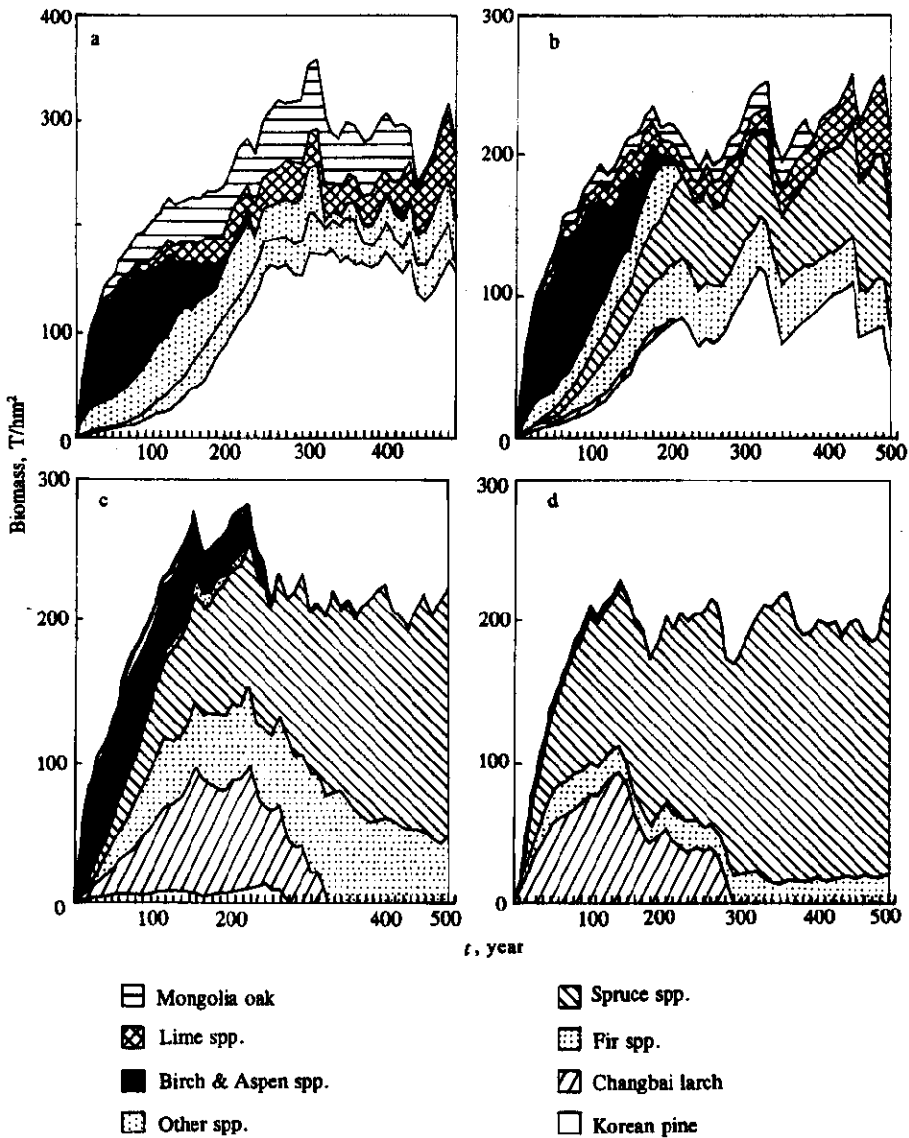 400
300
200
100
0
a
100
200
300
400
300
200
100
0
b
100
200
300
400
500
Biomass, T/hm²
300
200
100
0
c
100
200
300
400
500
300
200
100
0
d
100
200
300
400
500
t, year
Mongolia oak
Lime spp.
Birch & Aspen spp.
Other spp.
Spruce spp.
Fir spp.
Changbai larch
Korean pine